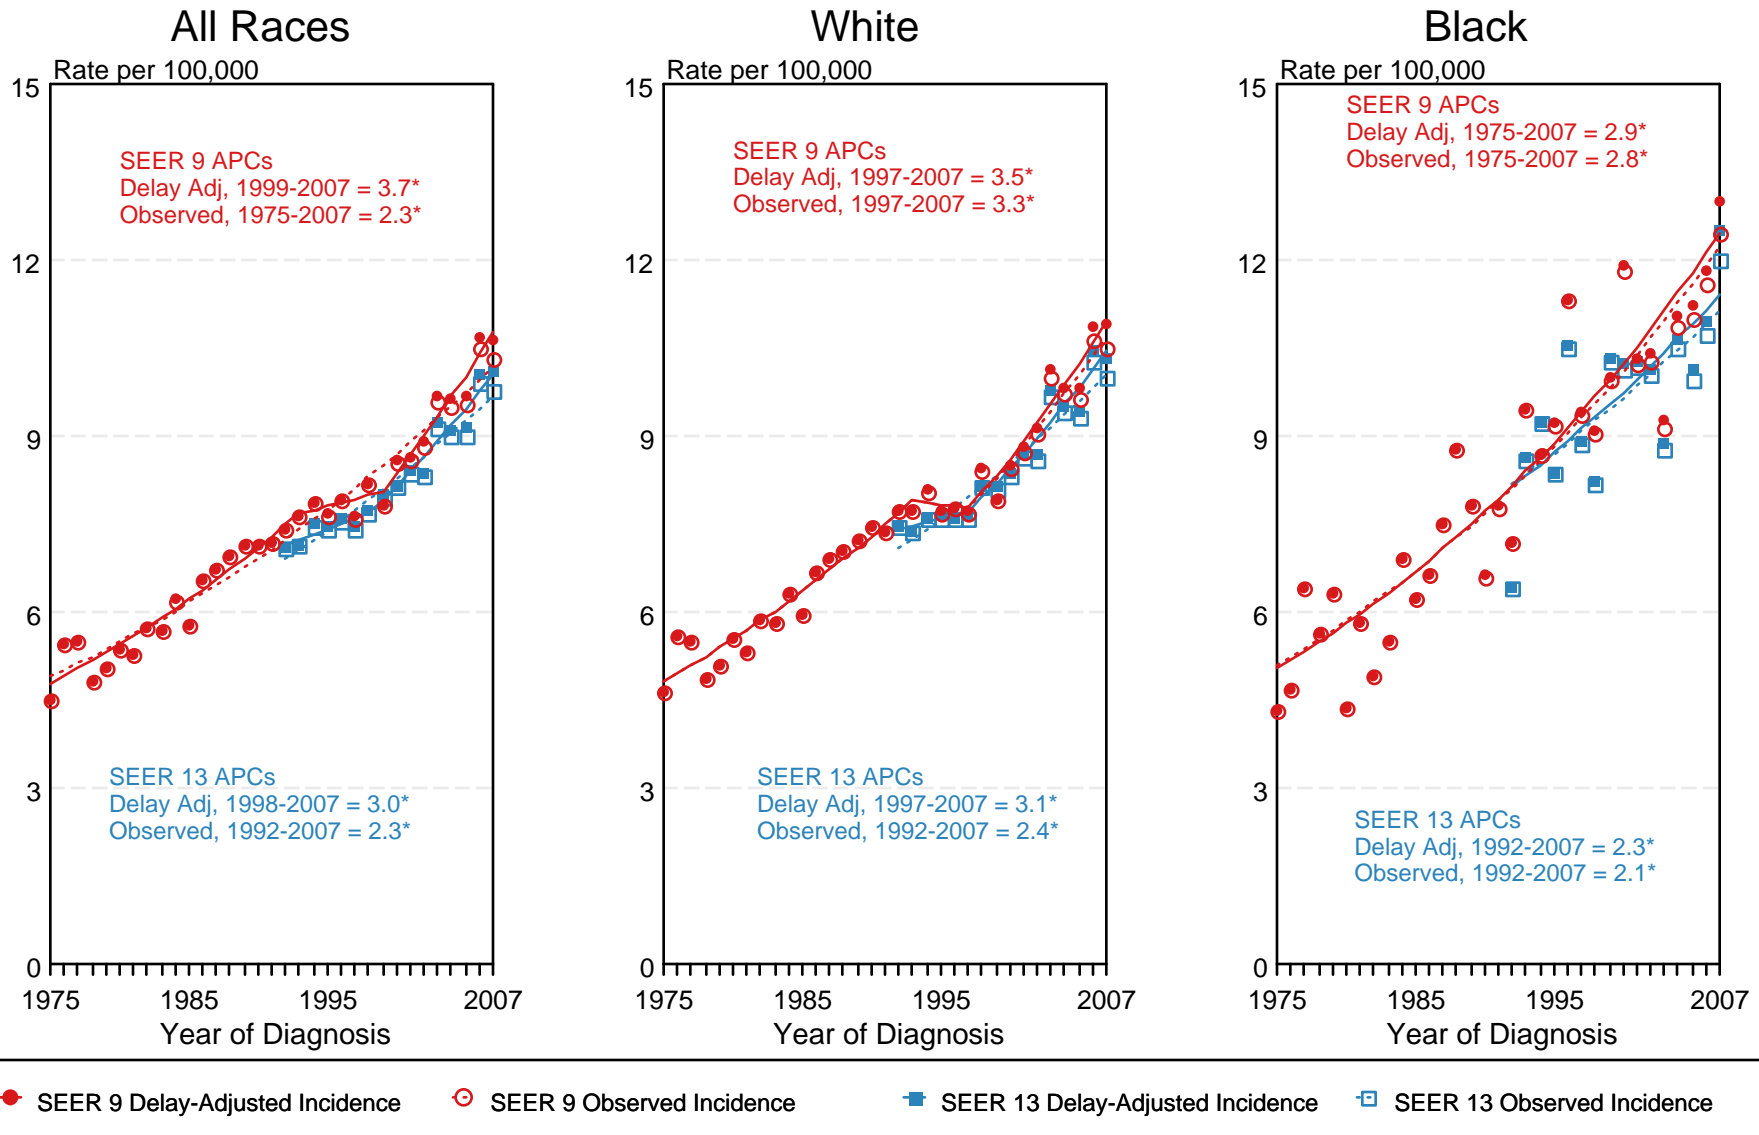 All Races
White
Black
Rate per 100,000
Rate per 100,000
Rate per 100,000
15
12
9
6
3
0
SEER 9 APCs
Delay Adj, 1999-2007 = 3.7*
Observed, 1975-2007 = 2.3*
SEER 13 APCs
Delay Adj, 1998-2007 = 3.0*
Observed, 1992-2007 = 2.3*
1975 1985 1995 2007
Year of Diagnosis
15
12
9
6
3
0
SEER 9 APCs
Delay Adj, 1997-2007 = 3.5*
Observed, 1997-2007 = 3.3*
SEER 13 APCs
Delay Adj, 1997-2007 = 3.1*
Observed, 1992-2007 = 2.4*
1975 1985 1995 2007
Year of Diagnosis
15
12
9
6
3
0
SEER 9 APCs
Delay Adj, 1975-2007 = 2.9*
Observed, 1975-2007 = 2.8*
SEER 13 APCs
Delay Adj, 1992-2007 = 2.3*
Observed, 1992-2007 = 2.1*
1975 1985 1995 2007
Year of Diagnosis
SEER 9 Delay-Adjusted Incidence
SEER 9 Observed Incidence
SEER 13 Delay-Adjusted Incidence
SEER 13 Observed Incidence